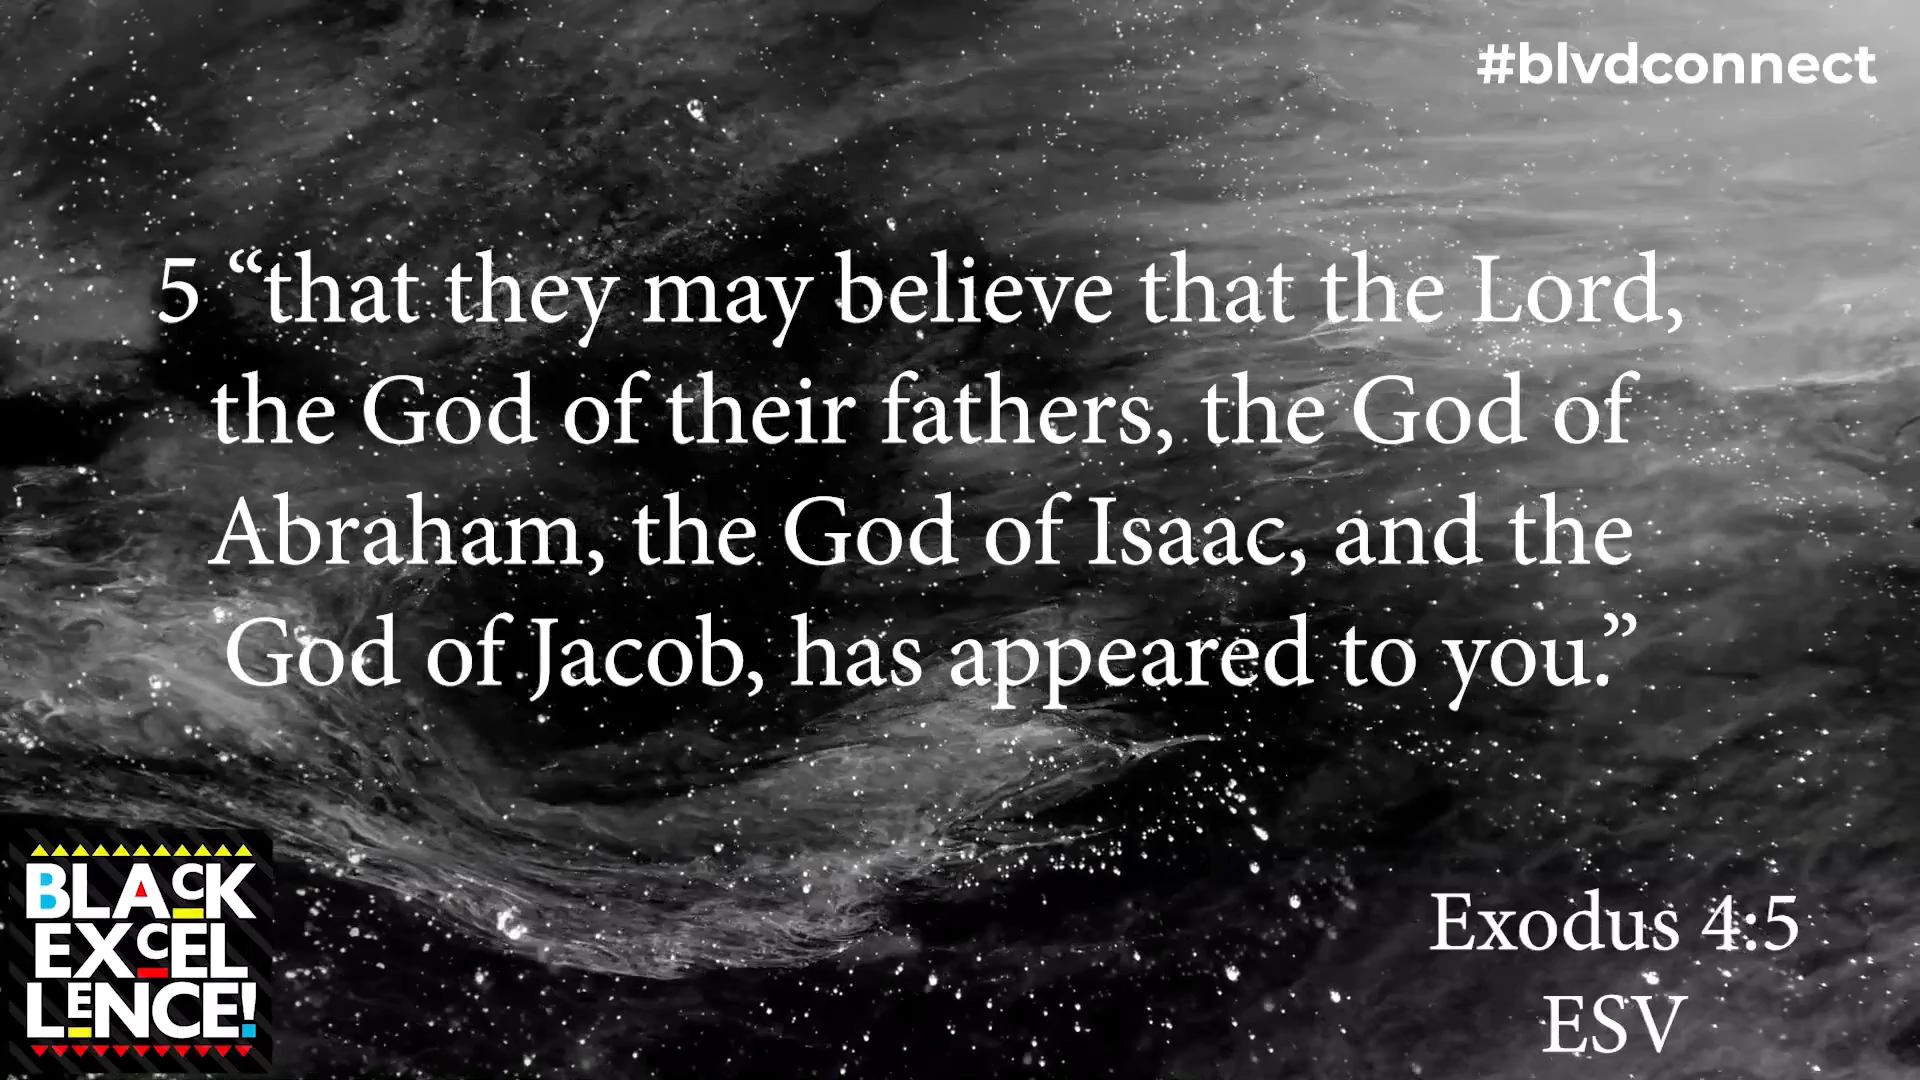 #blvdconnect
5 “that they may believe that the Lord,
the God of their fathers, the God of
Abraham, the God of Isaac, and the
God of Jacob, has appeared to you.”
BLACK
EXCEL
LENCE!
Exodus 4:5
ESV